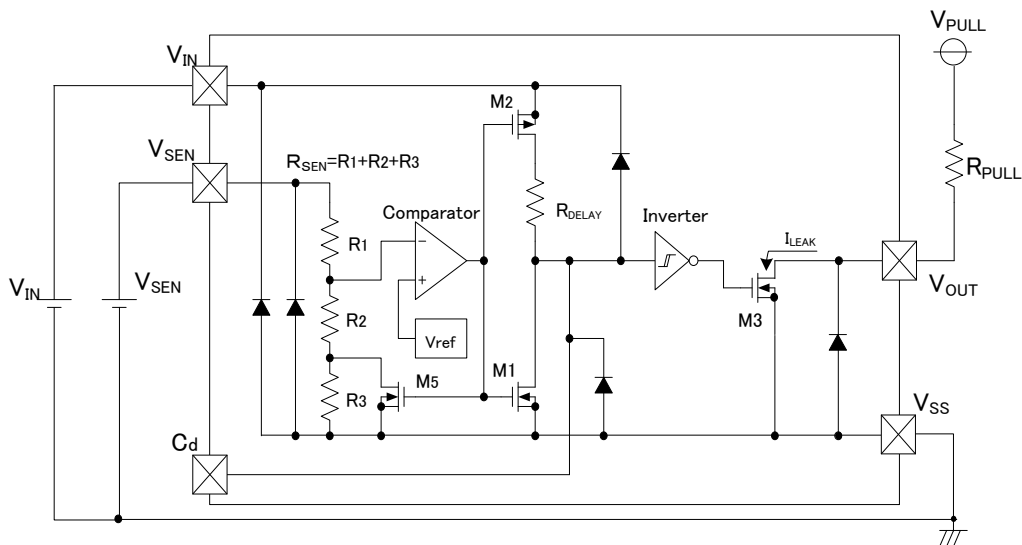 VPULL
VIN
M2
VSEN
RSEN=R1+R2+R3
RPULL
Comparator
RDELAY
Inverter
R1
−
ILEAK
+
VIN
VSEN
VOUT
R2
Vref
M3
M5
M1
R3
VSS
Cd